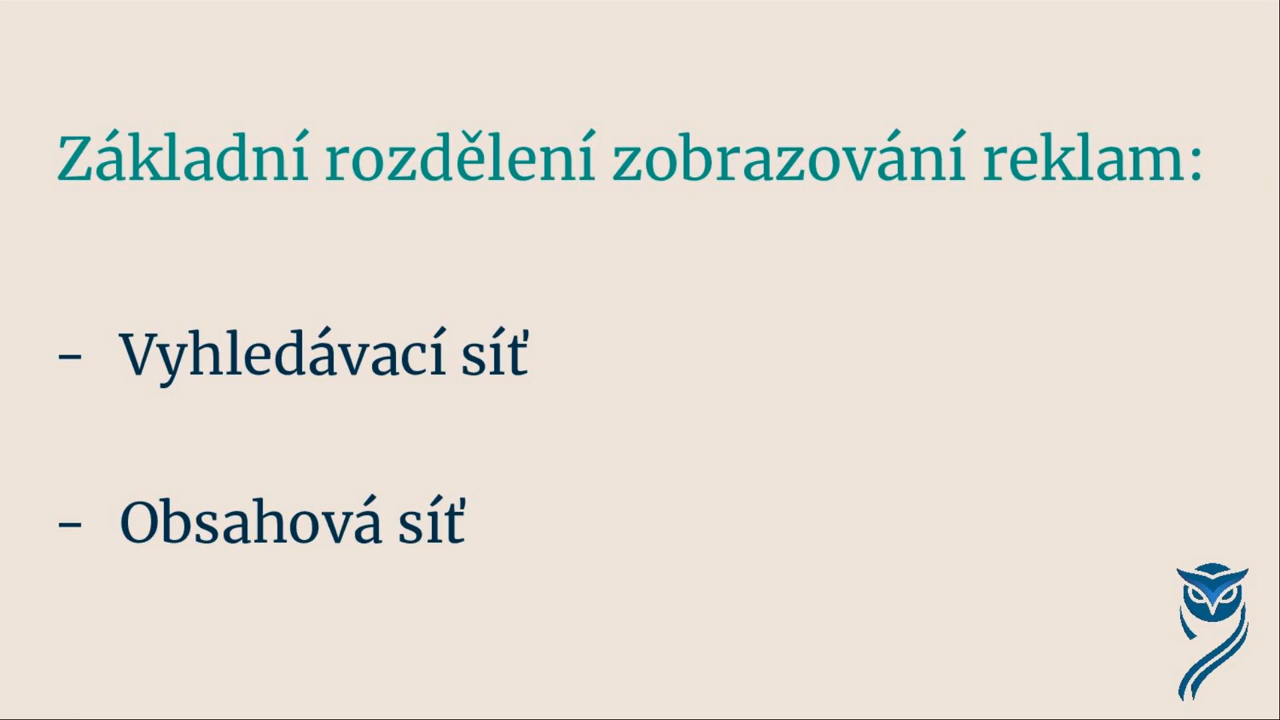 Základní rozdělení zobrazování reklam:
- Vyhledávací síť
- Obsahová síť